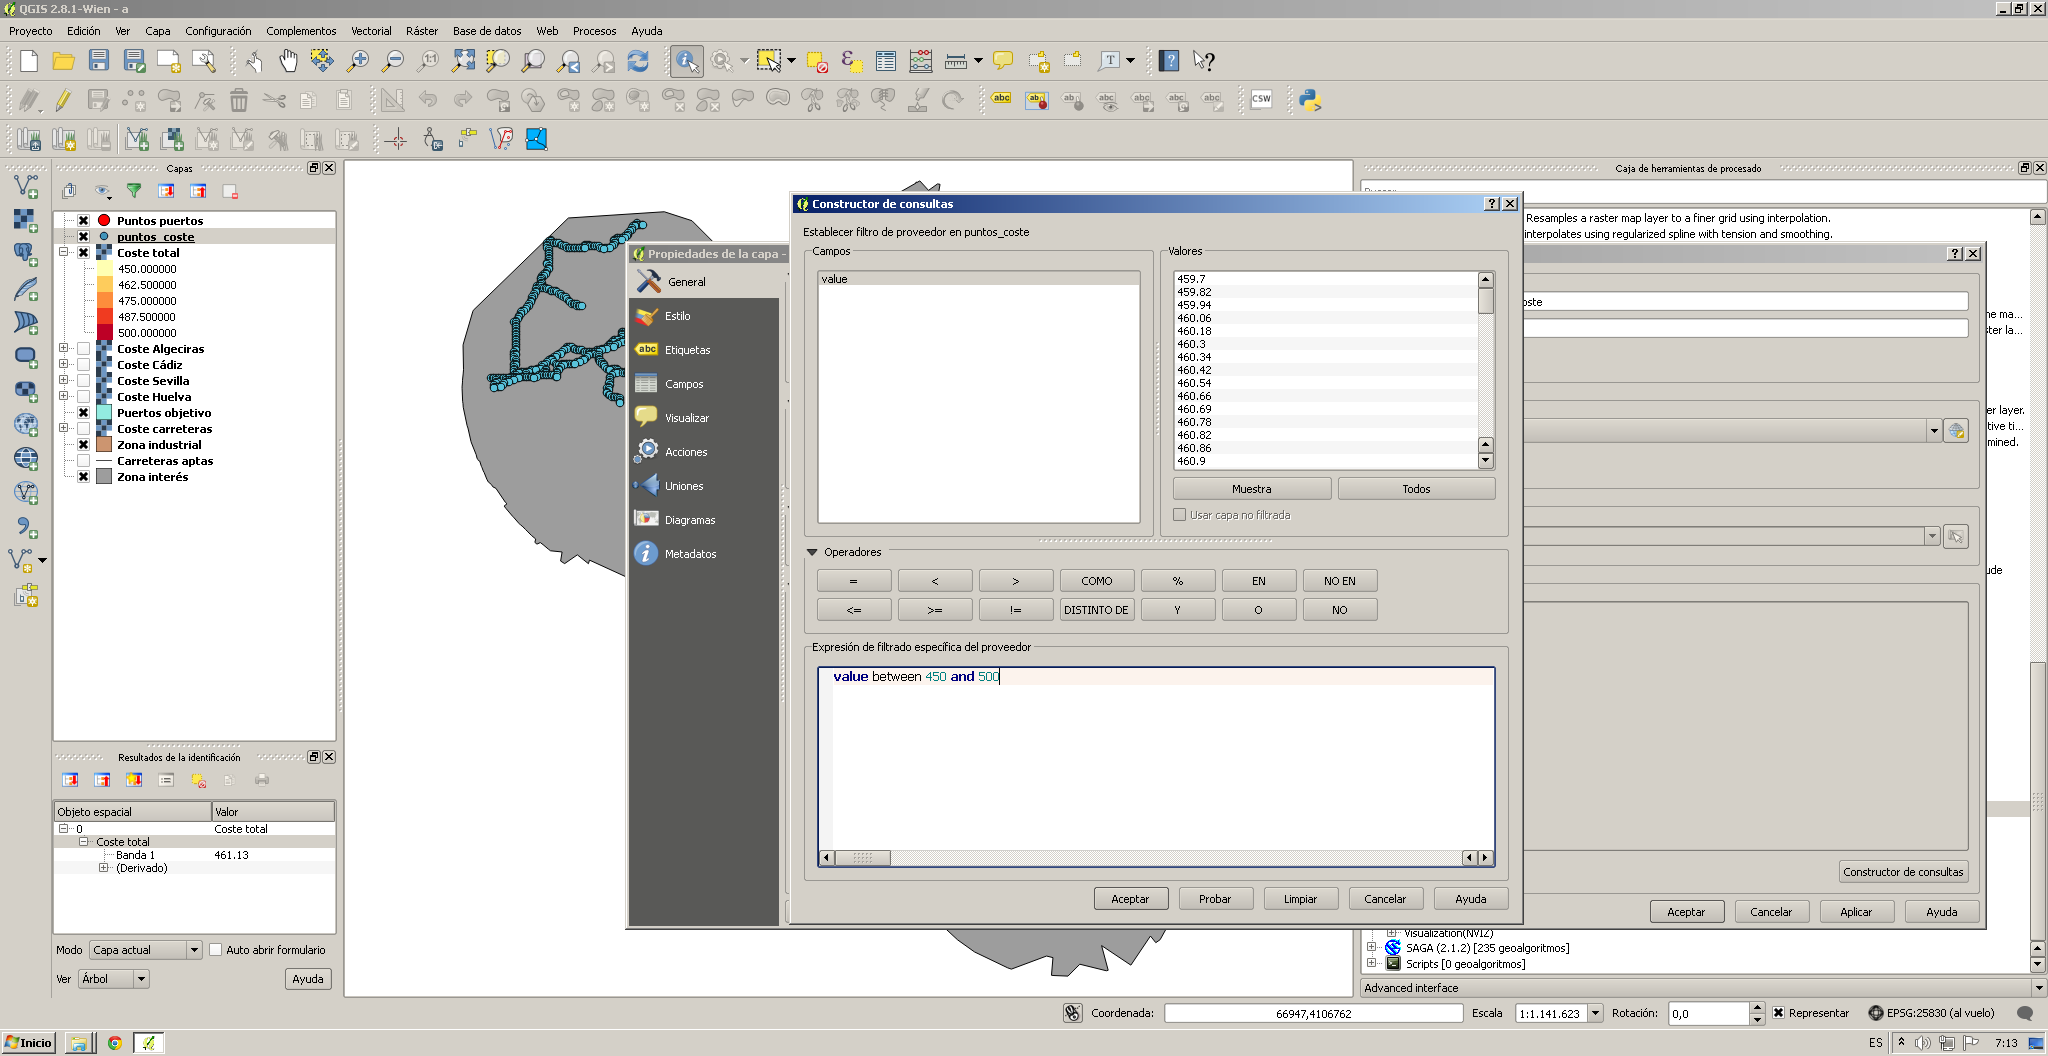 QGIS 2.8.1-Wien - a
Proyecto Edición Ver Capa Configuración Complementos Vectorial Ráster Base de datos Web Procesos Ayuda
abc
CSW
Capas
Puntos puertos
puntos_coste
Coste total
450.000000
462.500000
475.000000
487.500000
500.000000
Coste Algeciras
Coste Cádiz
Coste Sevilla
Coste Huelva
Puertos objetivo
Coste carreteras
Zona industrial
Carreteras aptas
Zona interés
Resultados de la identificación
Objeto espacial Valor
0 Coste total
Coste total
Banda 1 461.13
(Derivado)
Modo Capa actual Auto abrir formulario
Ver Árbol Ayuda
Propiedades de la capa -
General
Estilo
Etiquetas
Campos
Visualizar
Acciones
Uniones
Diagramas
Metadatos
Constructor de consultas
Establecer filtro de proveedor en puntos_coste
Campos
value
Valores
459.7
459.82
459.94
460.06
460.18
460.3
460.34
460.42
460.54
460.66
460.69
460.78
460.82
460.86
460.9
Muestra Todos
Usar capa no filtrada
Operadores
= < > COMO % EN NO EN
<= >= != DISTINTO DE Y O NO
Expresión de filtrado específica del proveedor
value between 450 and 500
Aceptar Probar Limpiar Cancelar Ayuda
Caja de herramientas de procesado
Resamples a raster map layer to a finer grid using interpolation.
interpolates using regularized spline with tension and smoothing.
oste
ne ma...
ster la...
er layer.
tive ti...
mined.
ude
Constructor de consultas
Aceptar Cancelar Aplicar Ayuda
Visualization(NVIZ)
SAGA (2.1.2) [235 geoalgoritmos]
Scripts [0 geoalgoritmos]
Advanced interface
Coordenada: 66947,4106762 Escala 1:1.141.623 Rotación: 0,0 Representar EPSG:25830 (al vuelo)
Inicio ES 7:13